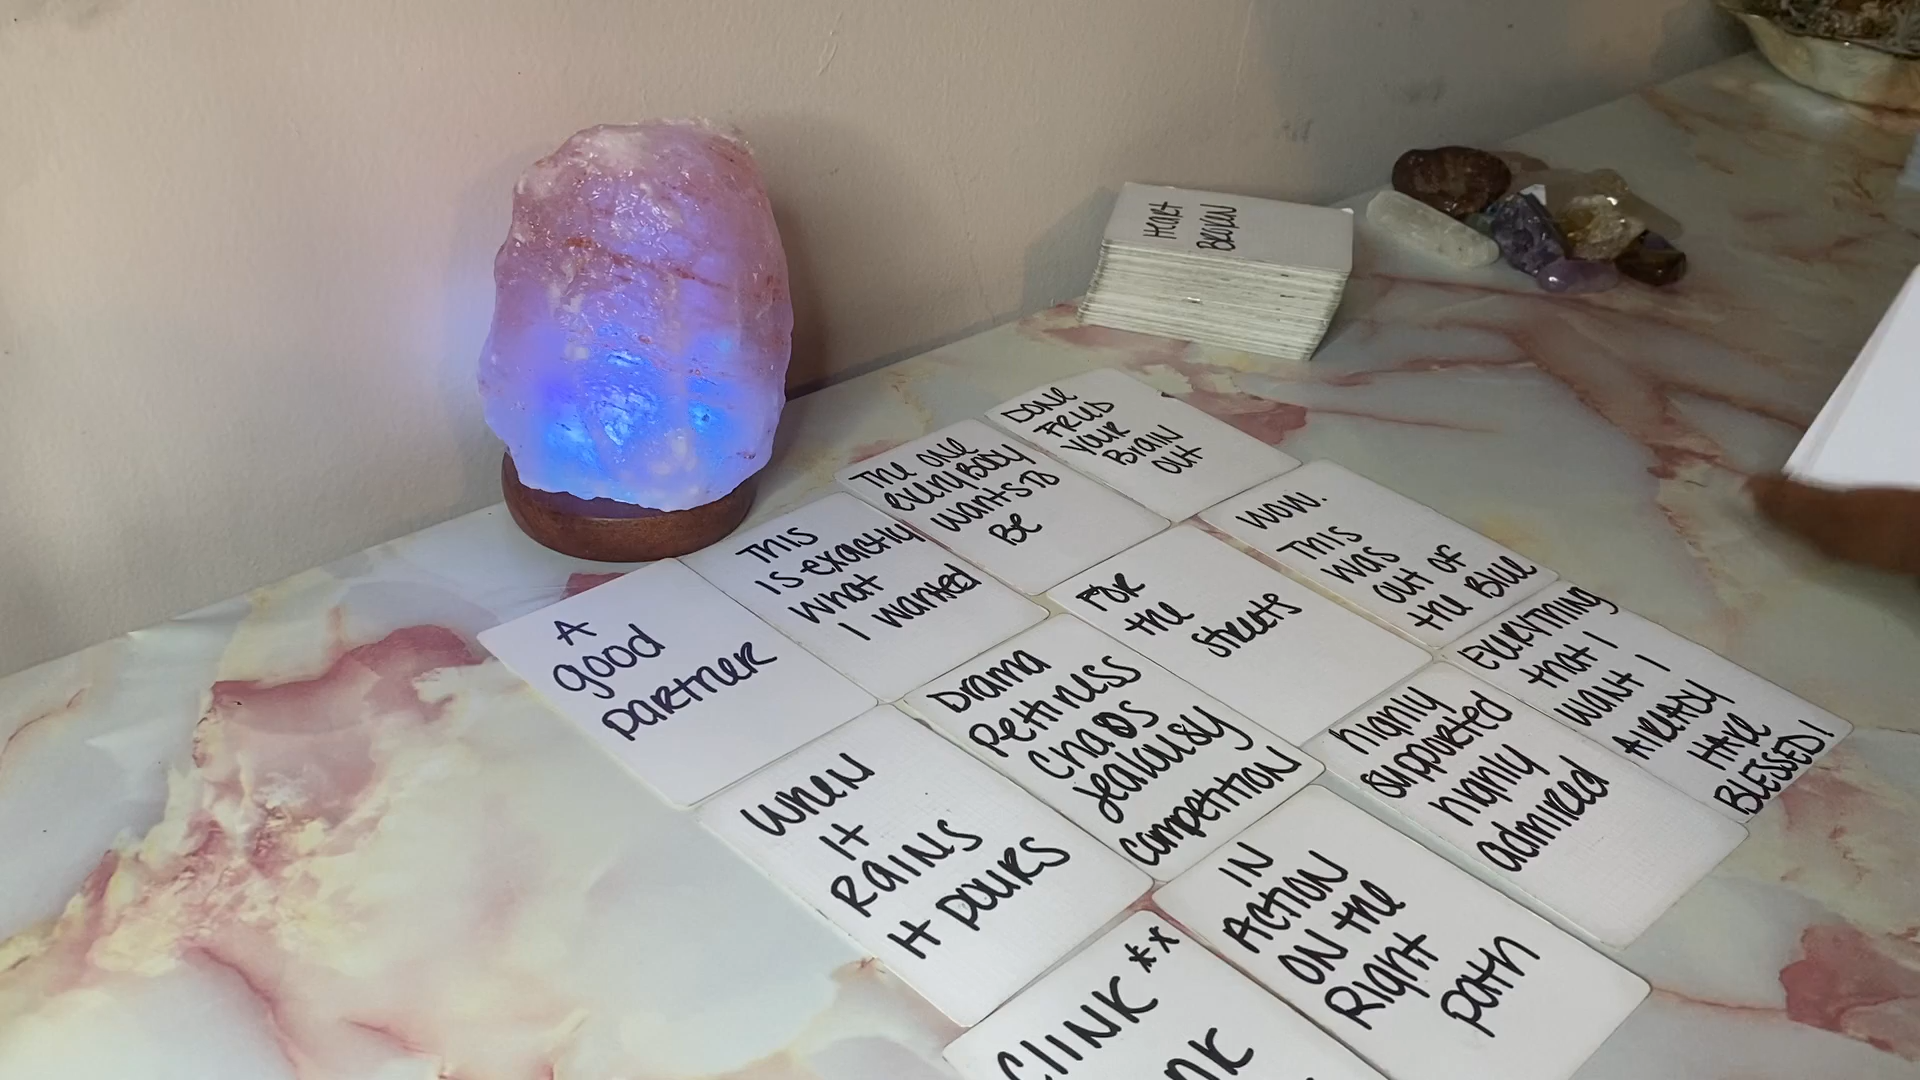 HEART
BROKEN
DONE
FRIED
YOUR
BRAIN
OUT
The one
everyBODY
wants to
Be
THIS
IS exactly
what
I wanted
A
good
partner
WOW.
THIS
WAS
out of
the Blue
FOR
the
streets
Drama
Pettiness
Chaos
Jealousy
Competition
WHEN
It
RAINS
It pours
EVERYTHING
that I
want I
Already
Have
BLESSED!
highly
supported
highly
admired
IN
ACTION
ON the
Right
path
CLINK **